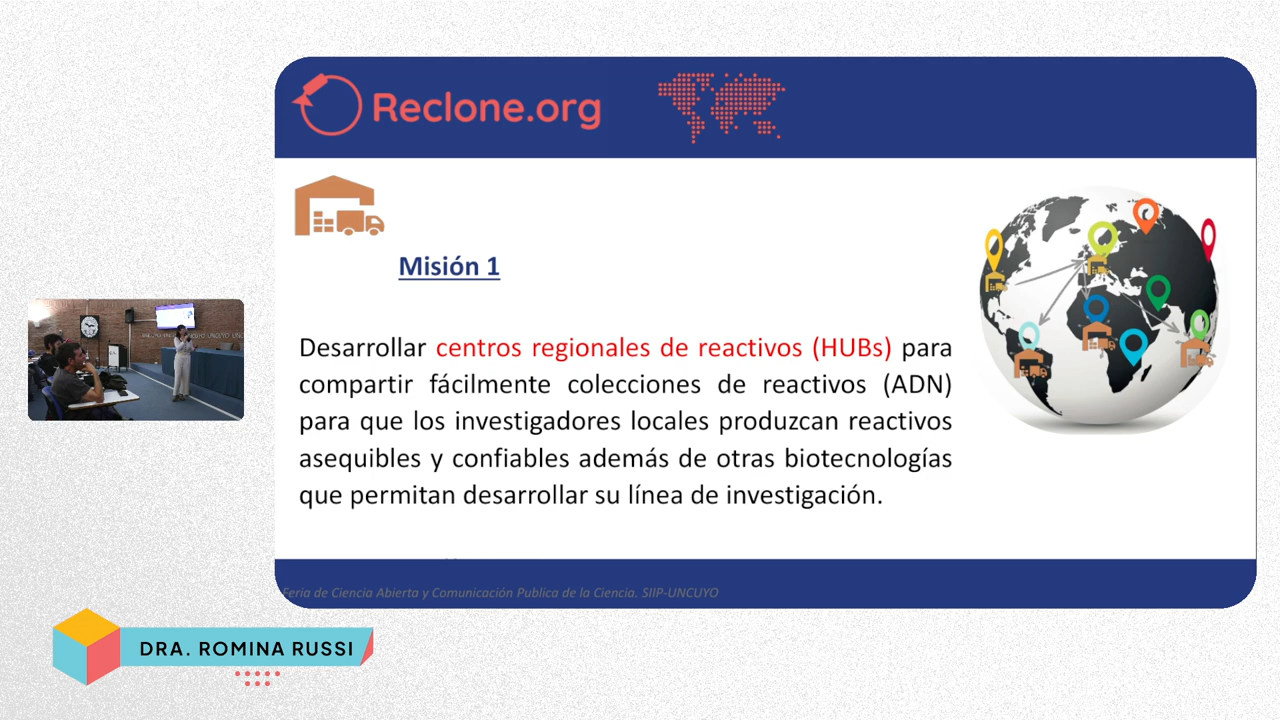 Reclone.org
Misión 1
Desarrollar centros regionales de reactivos (HUBs) para
compartir fácilmente colecciones de reactivos (ADN)
para que los investigadores locales produzcan reactivos
asequibles y confiables además de otras biotecnologías
que permitan desarrollar su línea de investigación.
Feria de Ciencia Abierta y Comunicación Publica de la Ciencia. SIIP-UNCUYO
DRA. ROMINA RUSSI